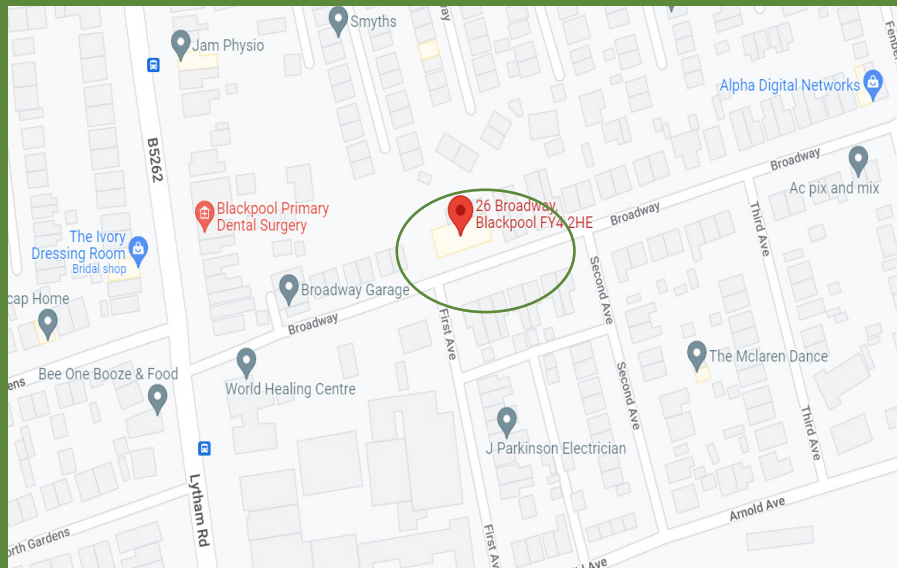 Smyths
Jam Physio
B5262
Alpha Digital Networks
Broadway
Ac pix and mix
26 Broadway,
Blackpool FY4 2HE
Blackpool Primary
Dental Surgery
Broadway
The Ivory
Dressing Room
Bridal shop
Third Ave
Second Ave
cap Home
Broadway Garage
Broadway
First Ave
The Mclaren Dance
Bee One Booze & Food
World Healing Centre
Second Ave
Third Ave
J Parkinson Electrician
Lytham Rd
Arnold Ave
orth Gardens
First Av